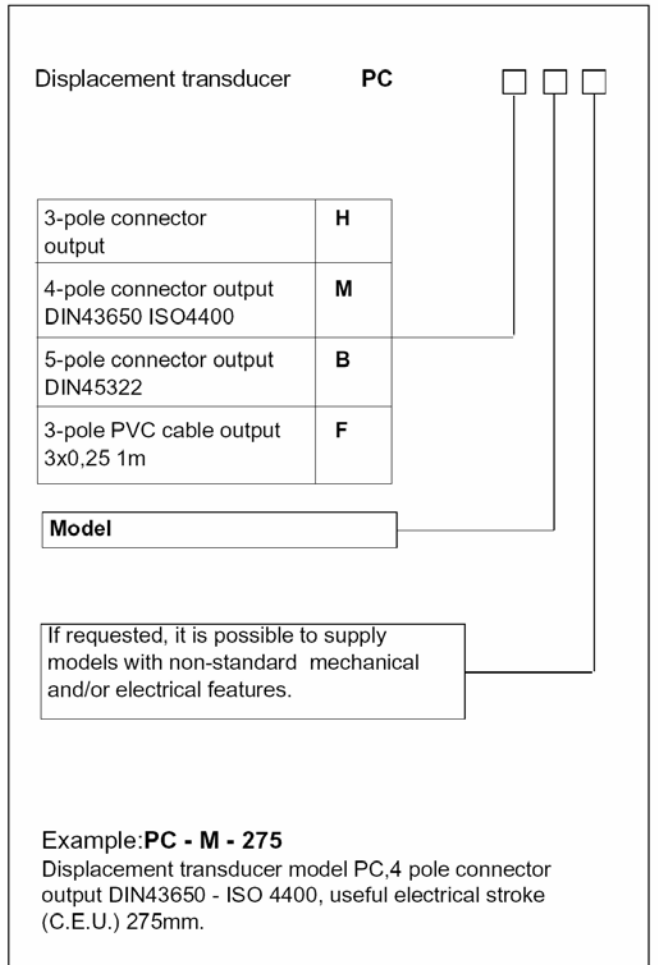 Displacement transducer PC
3-pole connector H
output
4-pole connector output M
DIN43650 ISO4400
5-pole connector output B
DIN45322
3-pole PVC cable output F
3x0,25 1m
Model
If requested, it is possible to supply
models with non-standard mechanical
and/or electrical features.
Example:PC - M - 275
Displacement transducer model PC,4 pole connector
output DIN43650 - ISO 4400, useful electrical stroke
(C.E.U.) 275mm.